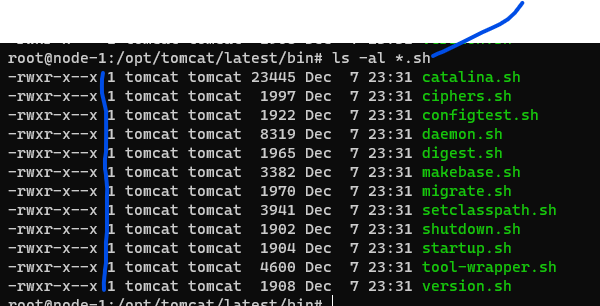 root@node-1:/opt/tomcat/latest/bin# ls -al *.sh
-rwxr-x--x 1 tomcat tomcat 23445 Dec  7 23:31 catalina.sh
-rwxr-x--x 1 tomcat tomcat  1997 Dec  7 23:31 ciphers.sh
-rwxr-x--x 1 tomcat tomcat  1922 Dec  7 23:31 configtest.sh
-rwxr-x--x 1 tomcat tomcat  8319 Dec  7 23:31 daemon.sh
-rwxr-x--x 1 tomcat tomcat  1965 Dec  7 23:31 digest.sh
-rwxr-x--x 1 tomcat tomcat  3382 Dec  7 23:31 makebase.sh
-rwxr-x--x 1 tomcat tomcat  1970 Dec  7 23:31 migrate.sh
-rwxr-x--x 1 tomcat tomcat  3941 Dec  7 23:31 setclasspath.sh
-rwxr-x--x 1 tomcat tomcat  1902 Dec  7 23:31 shutdown.sh
-rwxr-x--x 1 tomcat tomcat  1904 Dec  7 23:31 startup.sh
-rwxr-x--x 1 tomcat tomcat  4600 Dec  7 23:31 tool-wrapper.sh
-rwxr-x--x 1 tomcat tomcat  1908 Dec  7 23:31 version.sh
root@node-1:/opt/tomcat/latest/bin#